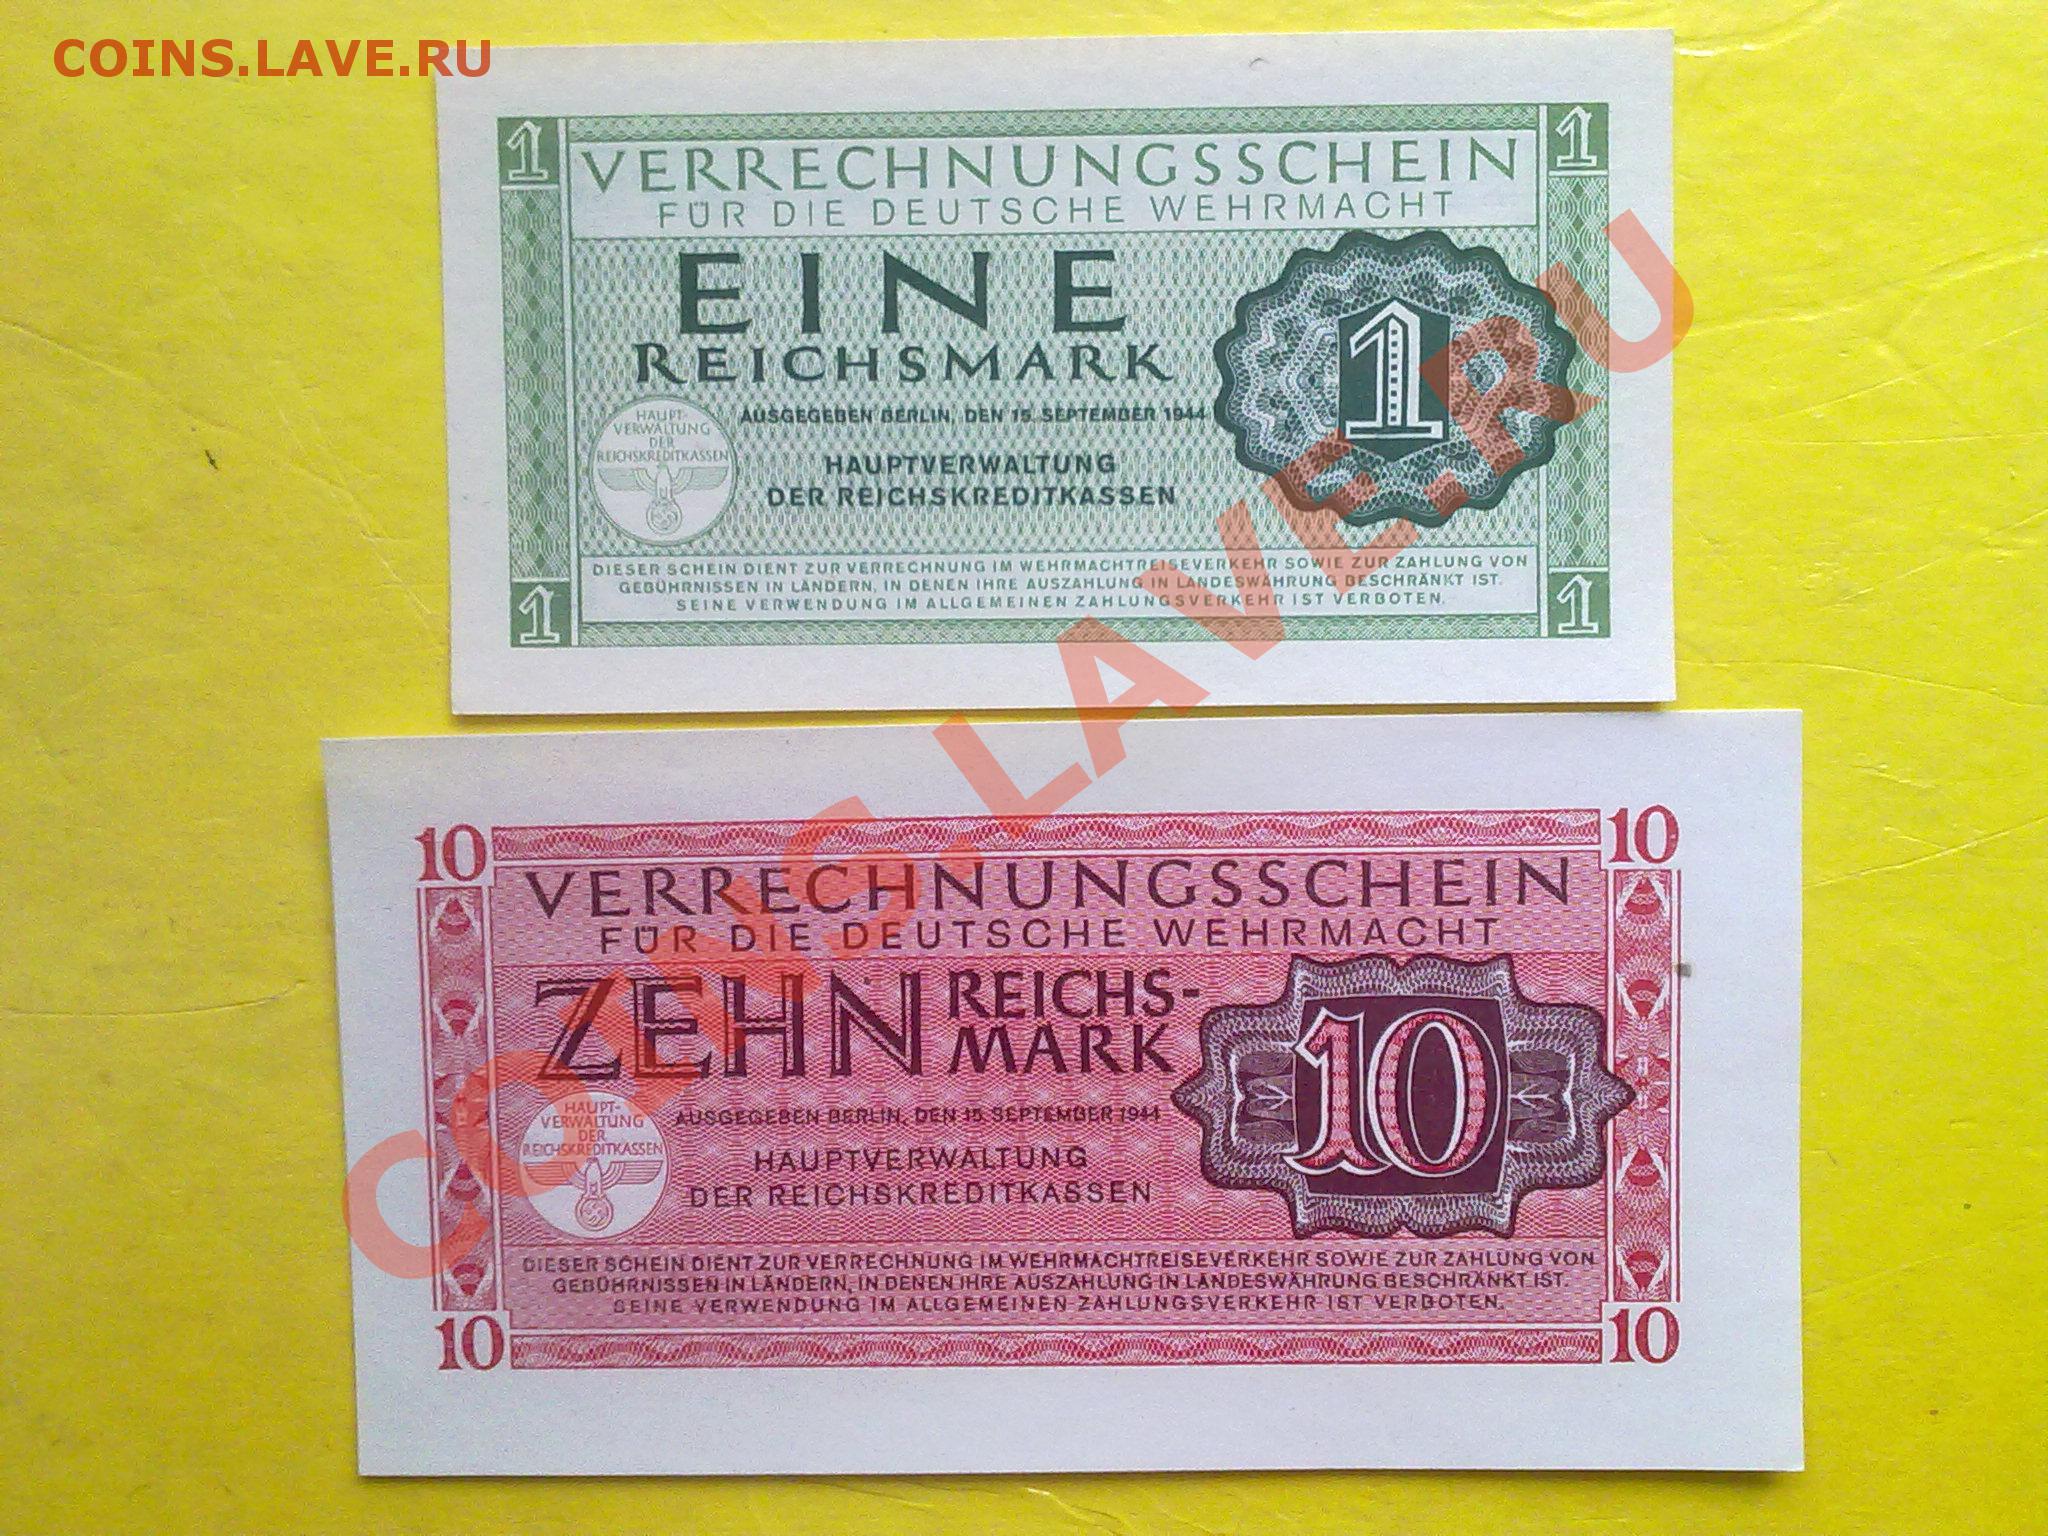 COINS.LAVE.RU
1 1
VERRECHNUNGSSCHEIN
FÜR DIE DEUTSCHE WEHRMACHT
EINE
REICHSMARK
1
HAUPT-
VERWALTUNG
DER
REICHSKREDITKASSEN
AUSGEGEBEN BERLIN, DEN 15. SEPTEMBER 1944
HAUPTVERWALTUNG
DER REICHSKREDITKASSEN
DIESER SCHEIN DIENT ZUR VERRECHNUNG IM WEHRMACHTREISEVERKEHR SOWIE ZUR ZAHLUNG VON
GEBÜHRNISSEN IN LÄNDERN, IN DENEN IHRE AUSZAHLUNG IN LANDESWÄHRUNG BESCHRÄNKT IST.
SEINE VERWENDUNG IM ALLGEMEINEN ZAHLUNGSVERKEHR IST VERBOTEN.
1 1
COINS.LAVE.RU
10 10
VERRECHNUNGSSCHEIN
FÜR DIE DEUTSCHE WEHRMACHT
ZEHN REICHS-
MARK
10
HAUPT-
VERWALTUNG
DER
REICHSKREDITKASSEN
AUSGEGEBEN BERLIN, DEN 15. SEPTEMBER 1944
HAUPTVERWALTUNG
DER REICHSKREDITKASSEN
DIESER SCHEIN DIENT ZUR VERRECHNUNG IM WEHRMACHTREISEVERKEHR SOWIE ZUR ZAHLUNG VON
GEBÜHRNISSEN IN LÄNDERN, IN DENEN IHRE AUSZAHLUNG IN LANDESWÄHRUNG BESCHRÄNKT IST.
SEINE VERWENDUNG IM ALLGEMEINEN ZAHLUNGSVERKEHR IST VERBOTEN.
10 10